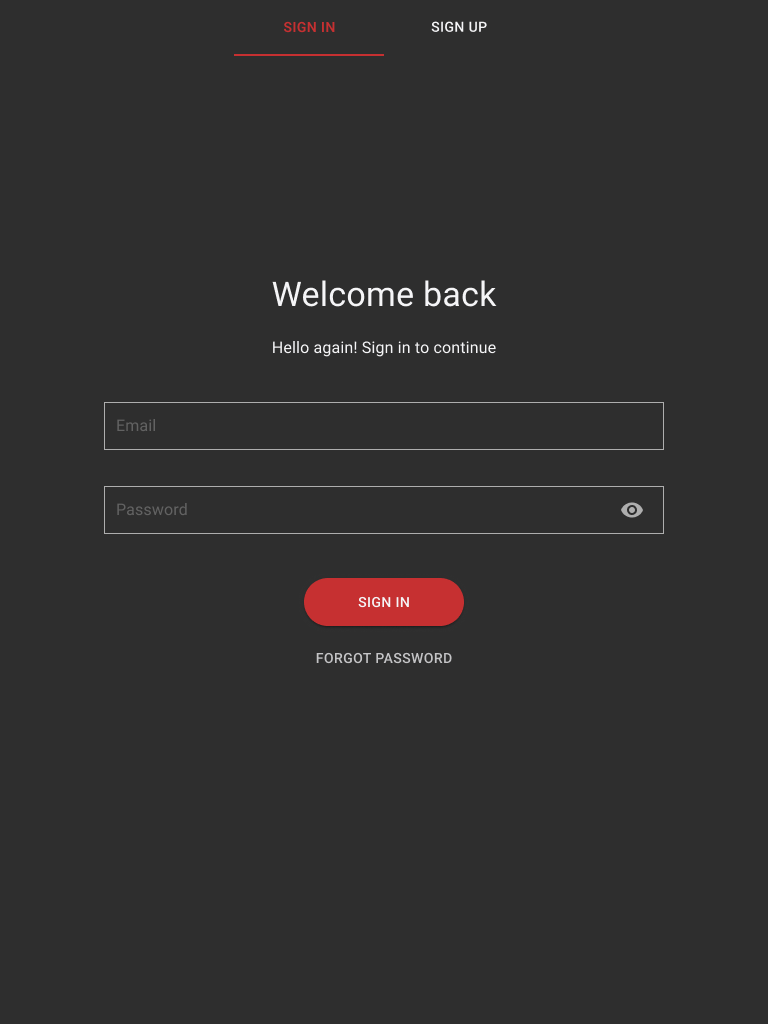 SIGN IN SIGN UP
Welcome back
Hello again! Sign in to continue
Email
Password
SIGN IN
FORGOT PASSWORD